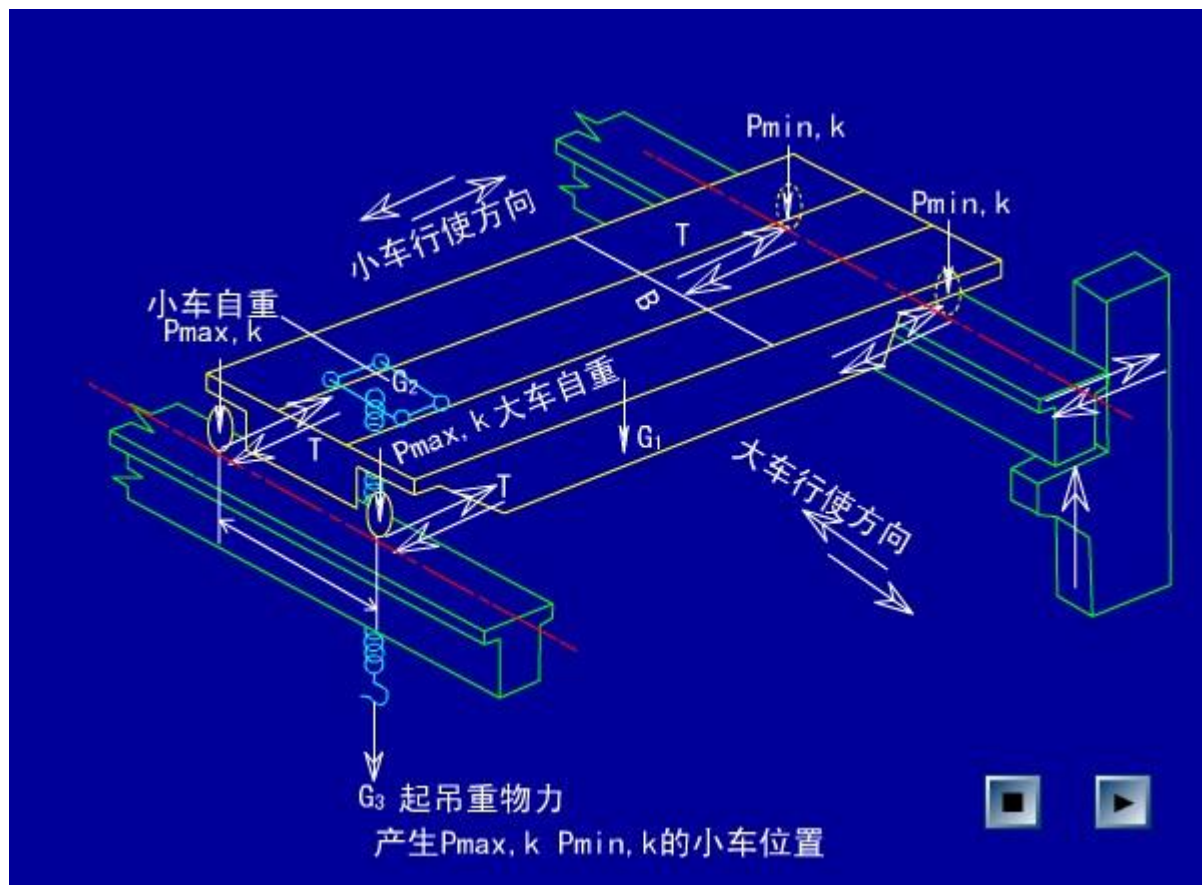 Pmin,k
Pmin,k
小车行使方向
T
B
小车自重
Pmax,k
G₂
Pmax,k大车自重
G₁
T
T
大车行使方向
G₃ 起吊重物力
产生Pmax,k Pmin,k的小车位置